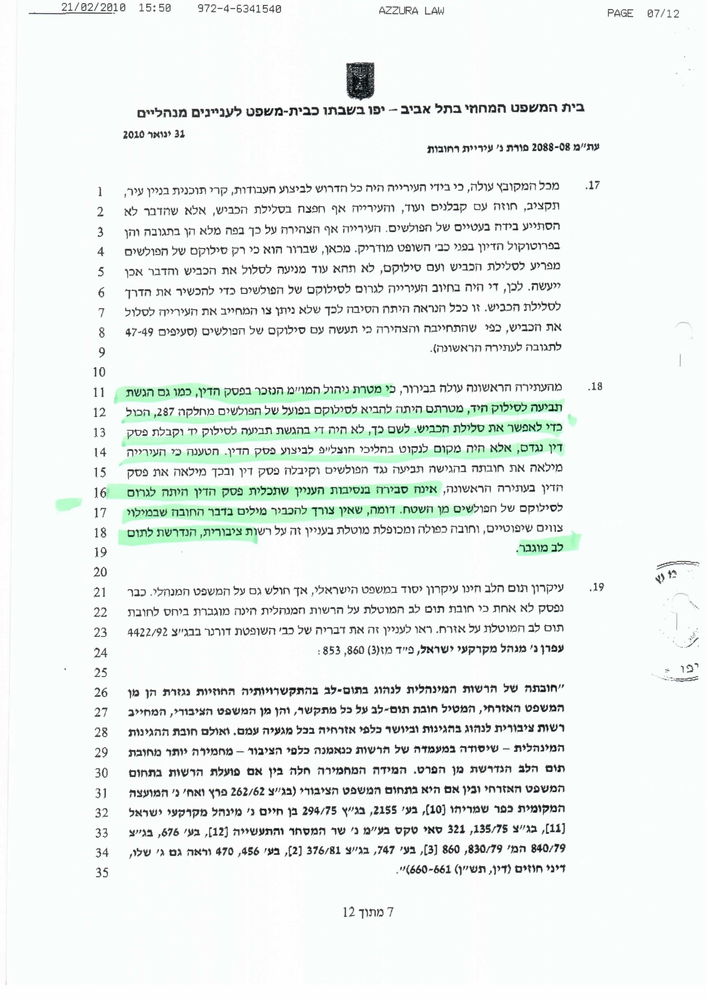 21/02/2010 15:50 972-4-6341540 AZZURA LAW PAGE 07/12
בית המשפט המחוזי בתל אביב – יפו בשבתו כבית-משפט לעניינים מנהליים
31 ינואר 2010
עת"מ 2088-08 פורת נ' עיריית רחובות
.17 מכל המקובץ עולה, כי בידי העירייה היה כל הדרוש לביצוע העבודות, קרי תוכנית בניין עיר, 1
תקציב, חוזה עם קבלנים ועוד, והעירייה אף חפצה בסלילת הכביש, אלא שהדבר לא 2
הסתייע בידה בעטיים של הפולשים. העירייה אף הצהירה על כך בפה מלא הן בתגובה והן 3
בפרוטוקול הדיון בפני כב' השופט מודריק. מכאן, שברור הוא כי רק סילוקם של הפולשים 4
מפריע לסלילת הכביש ועם סילוקם, לא תהא עוד מניעה לסלול את הכביש והדבר אכן 5
ייעשה. לכן, די היה בחיוב העירייה לגרום לסילוקם של הפולשים כדי להכשיר את הדרך 6
לסלילת הכביש. זו ככל הנראה היתה הסיבה לכך שלא ניתן צו המחייב את העירייה לסלול 7
את הכביש, כפי שהתחייבה והצהירה כי תעשה עם סילוקם של הפולשים (סעיפים 47-49 8
לתגובה לעתירה הראשונה). 9
10
.18 מהעתירה הראשונה עולה בבירור, כי מטרת ניהול המו"מ הנזכר בפסק הדין, כמו גם הגשת 11
תביעה לסילוק היד, מטרתם היתה להביא לסילוקם בפועל של הפולשים מחלקה 287, הכול 12
כדי לאפשר את סלילת הכביש. לשם כך, לא היה די בהגשת תביעה לסילוק יד וקבלת פסק 13
דין נגדם, אלא היה מקום לנקוט בהליכי הוצל"פ לביצוע פסק הדין. הטענה כי העירייה 14
מילאה את חובתה בהגישה תביעה נגד הפולשים וקיבלה פסק דין ובכך מילאה את פסק 15
הדין בעתירה הראשונה, אינה סבירה בנסיבות העניין שתכלית פסק הדין היתה לגרום 16
לסילוקם של הפולשים מן השטח. דומה, שאין צורך להכביר מילים בדבר החובה שבמילוי 17
צווים שיפוטיים, וחובה כפולה ומכופלת מוטלת בעניין זה על רשות ציבורית, הנדרשת לתום 18
לב מוגבר. 19
20
.19 עיקרון תום הלב הינו עיקרון יסוד במשפט הישראלי, אך חולש גם על המשפט המנהלי. כבר 21
נפסק לא אחת כי חובת תום לב המוטלת על הרשות המנהלית הינה מוגברת ביחס לחובת 22
תום לב המוטלת על אזרח. ראו לעניין זה את דבריה של כב' השופטת דורנר בבג"צ 4422/92 23
עפרן נ' מנהל מקרקעי ישראל, פ"ד מז(3) 853, 860: 24
25
"חובתה של הרשות המינהלית לנהוג בתום-לב בהתקשרויותיה החוזיות נגזרת הן מן 26
המשפט האזרחי, המטיל חובת תום-לב על כל מתקשר, והן מן המשפט הציבורי, המחייב 27
רשות ציבורית לנהוג בהגינות וביושר כלפי אזרחיה בכל מגעיה עמם. ואולם חובת ההגינות 28
המינהלית – שיסודה במעמדה של הרשות כנאמנה כלפי הציבור – מחמירה יותר מחובת 29
תום הלב הנדרשת מן הפרט. המידה המחמירה חלה בין אם פועלת הרשות בתחום 30
המשפט האזרחי ובין אם היא בתחום המשפט הציבורי (בג"צ 262/62 פרץ ואח' נ' המועצה 31
המקומית כפר שמריהו [10], בע' 2155, בג"ץ 294/75 בן חיים נ' מינהל מקרקעי ישראל 32
[11], בג"צ 135/75, 321 סאי טקס בע"מ נ' שר המסחר והתעשייה [12], בע' 676, בג"צ 33
840/79 המ' 830/79, 860 [3], בע' 747, בג"צ 376/81 [2], בע' 456, 470 וראה גם ג' שלו, 34
דיני חוזים (דין, תש"ן) 660-661)". 35
מש
יפו
7 מתוך 12